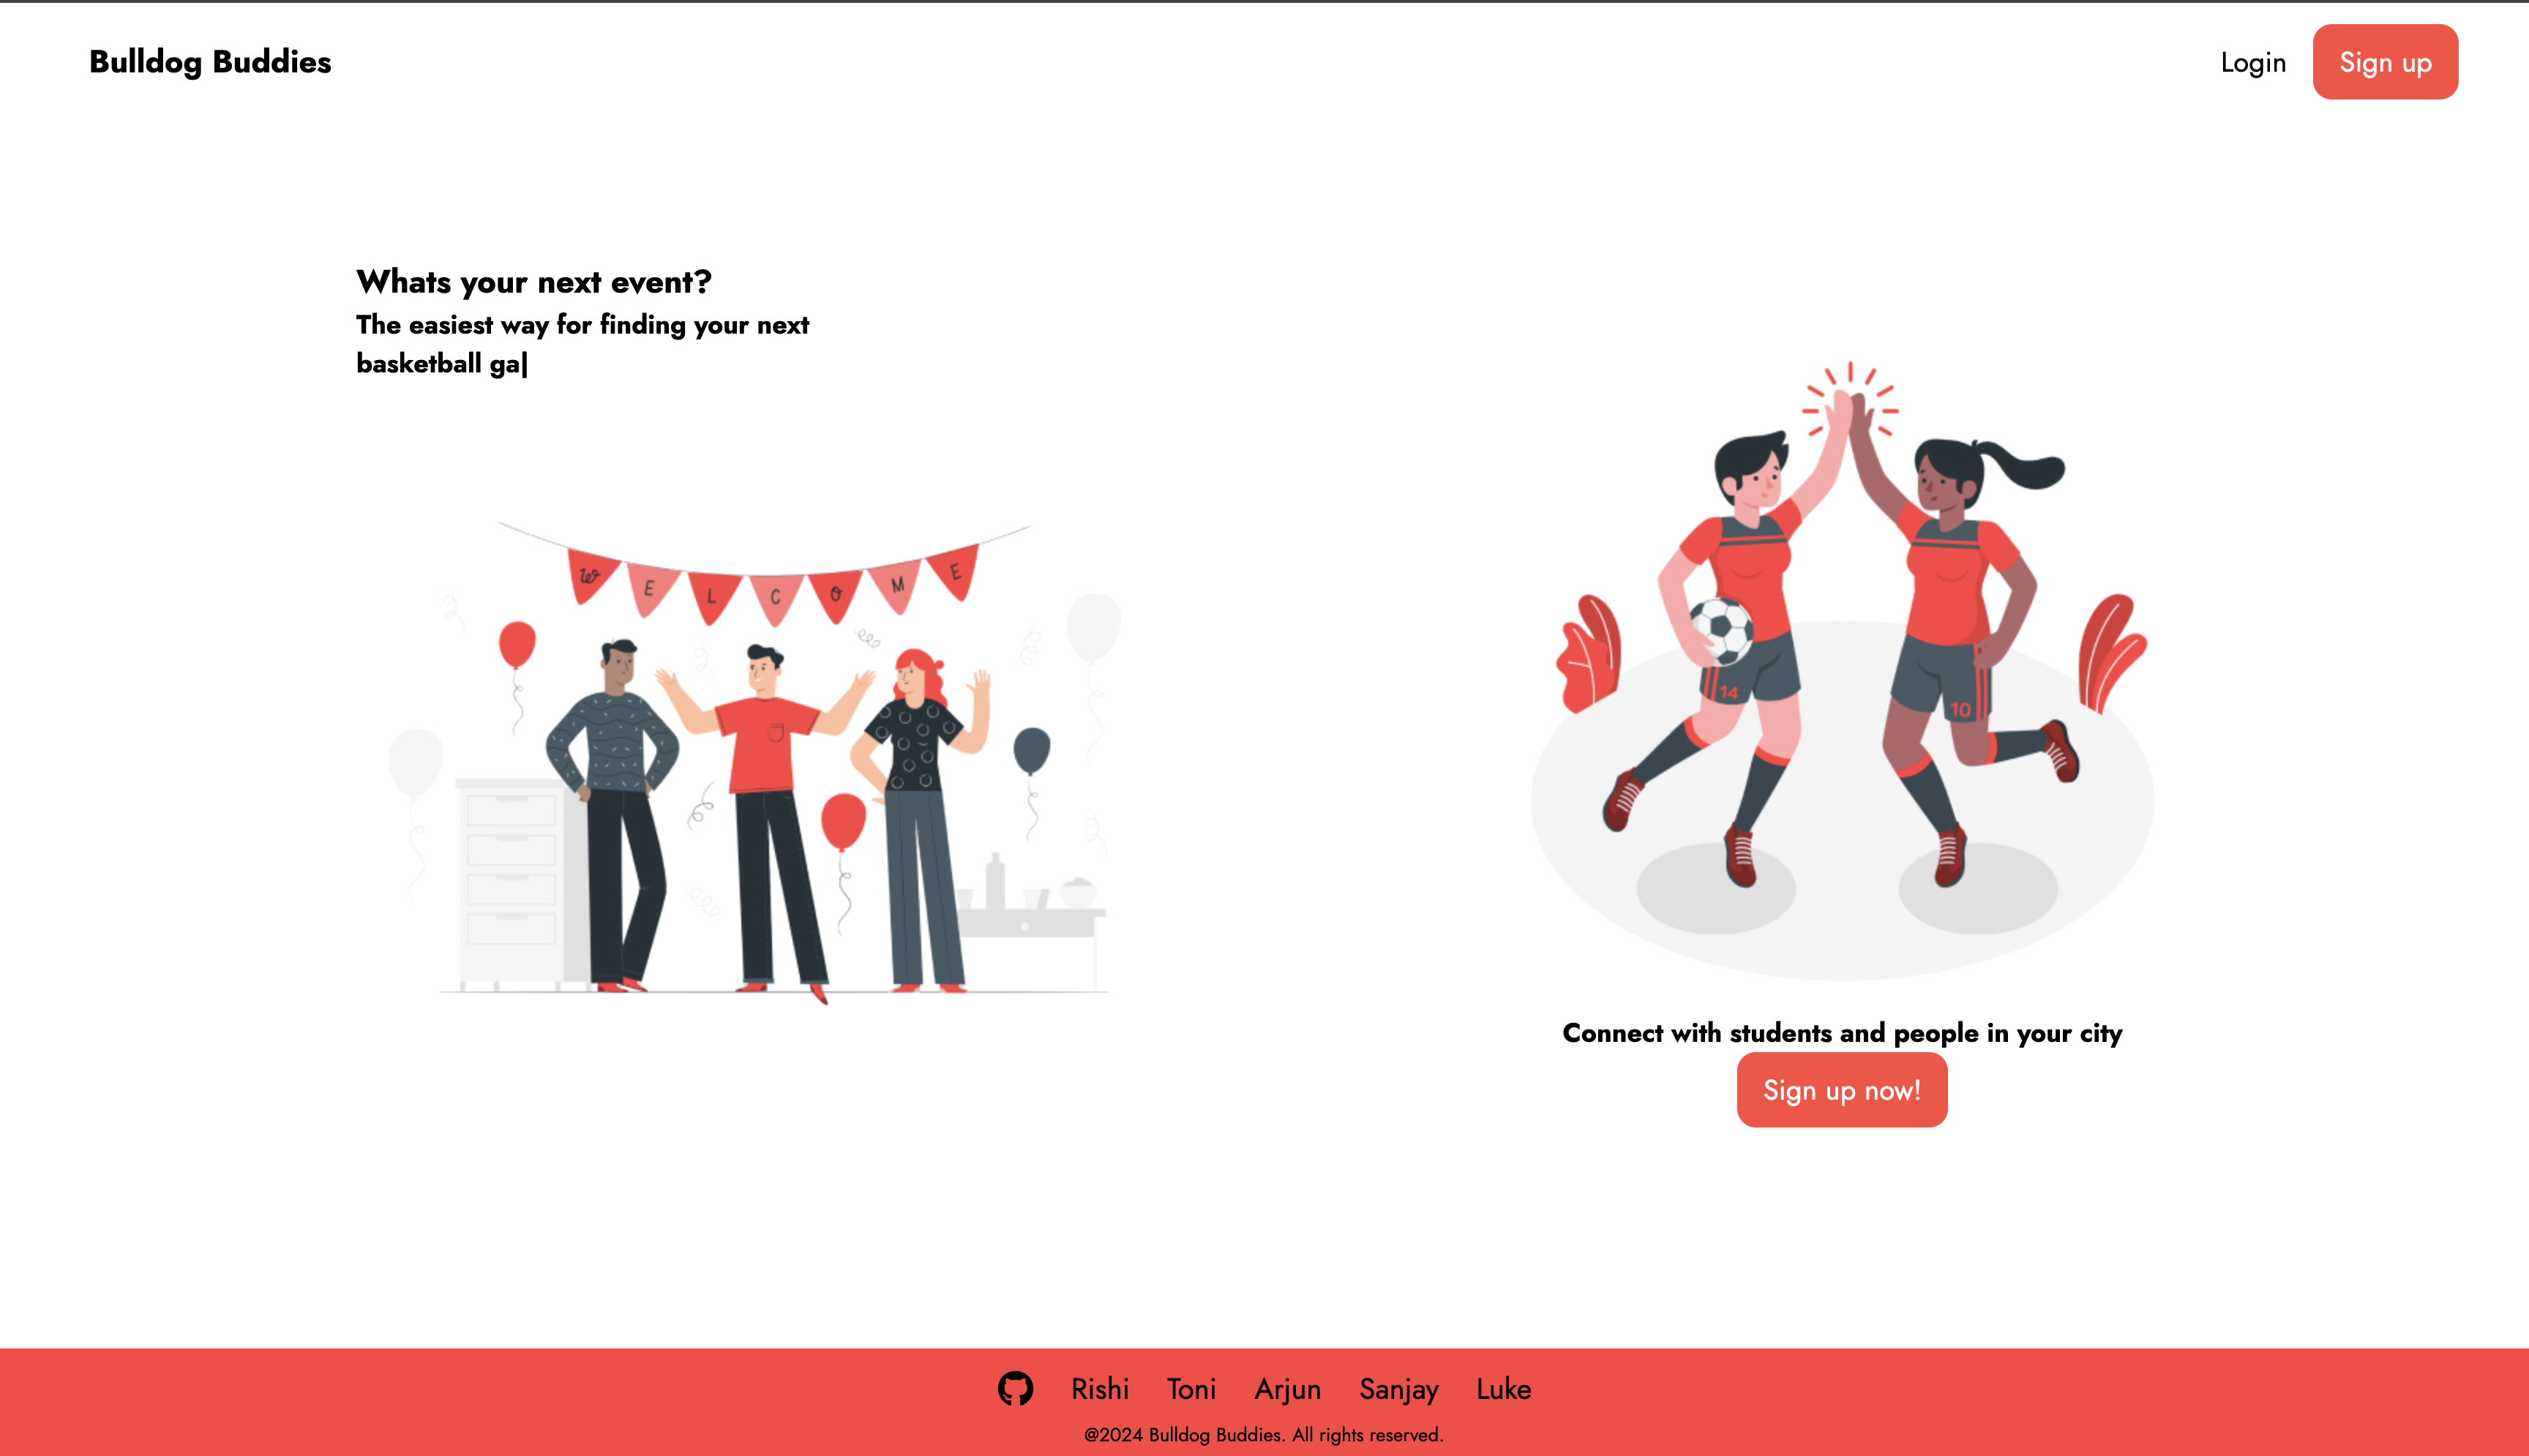 Bulldog Buddies
Login
Sign up
Whats your next event?
The easiest way for finding your next
basketball ga|
WELCOME
14
10
Connect with students and people in your city
Sign up now!
Rishi Toni Arjun Sanjay Luke
@2024 Bulldog Buddies. All rights reserved.